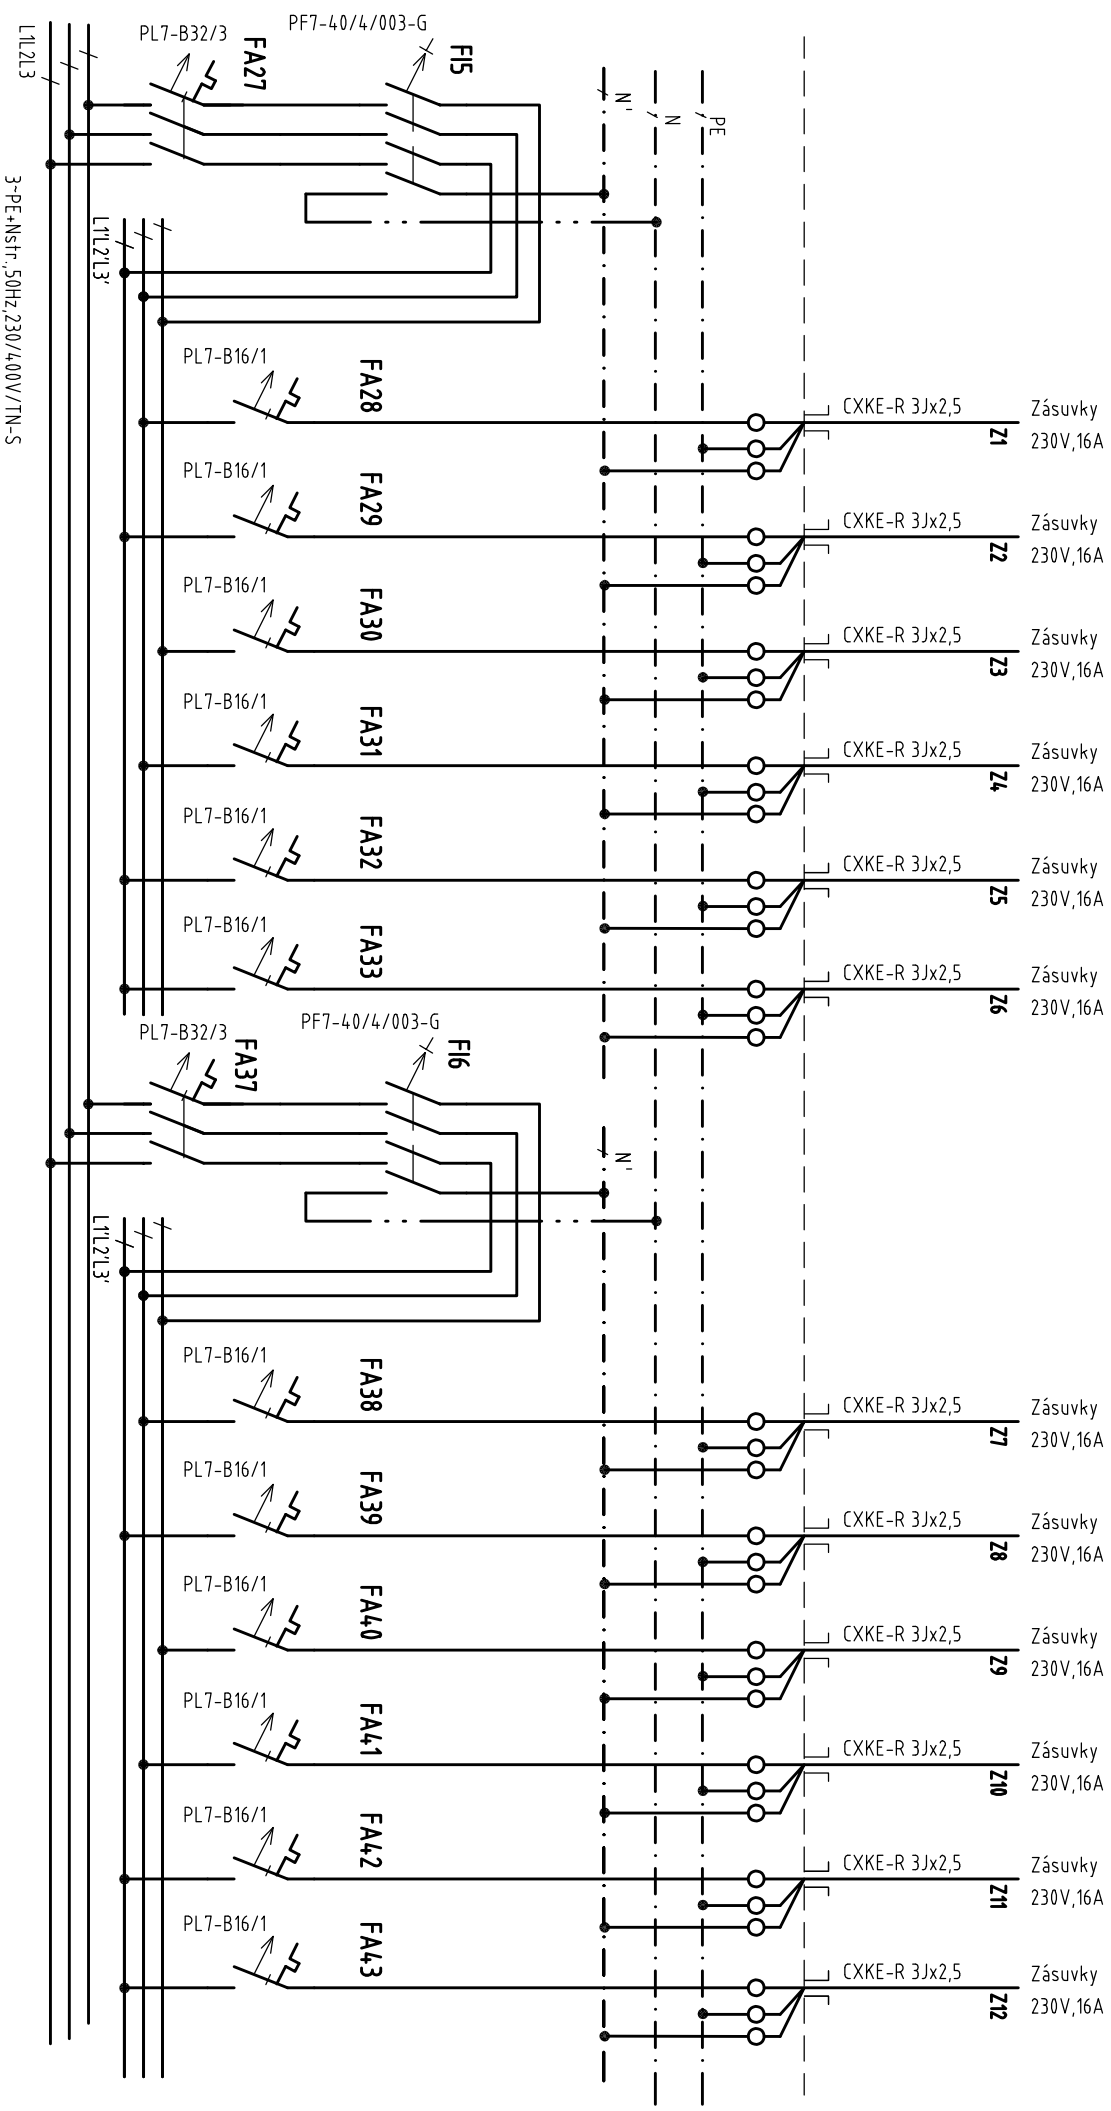 PF7-40/4/003-G
PL7-B32/3
FA27
FI5
L1L2L3
N'
N
PE
3~PE+Nstr.,50Hz,230/400V/TN-S
L1'L2'L3'
PL7-B16/1
FA28
CXKE-R 3Jx2,5
Z1
Zásuvky
230V,16A
PL7-B16/1
FA29
CXKE-R 3Jx2,5
Z2
Zásuvky
230V,16A
PL7-B16/1
FA30
CXKE-R 3Jx2,5
Z3
Zásuvky
230V,16A
PL7-B16/1
FA31
CXKE-R 3Jx2,5
Z4
Zásuvky
230V,16A
PL7-B16/1
FA32
CXKE-R 3Jx2,5
Z5
Zásuvky
230V,16A
PL7-B16/1
FA33
CXKE-R 3Jx2,5
Z6
Zásuvky
230V,16A
PF7-40/4/003-G
PL7-B32/3
FA37
FI6
N'
L1'L2'L3'
PL7-B16/1
FA38
CXKE-R 3Jx2,5
Z7
Zásuvky
230V,16A
PL7-B16/1
FA39
CXKE-R 3Jx2,5
Z8
Zásuvky
230V,16A
PL7-B16/1
FA40
CXKE-R 3Jx2,5
Z9
Zásuvky
230V,16A
PL7-B16/1
FA41
CXKE-R 3Jx2,5
Z10
Zásuvky
230V,16A
PL7-B16/1
FA42
CXKE-R 3Jx2,5
Z11
Zásuvky
230V,16A
PL7-B16/1
FA43
CXKE-R 3Jx2,5
Z12
Zásuvky
230V,16A